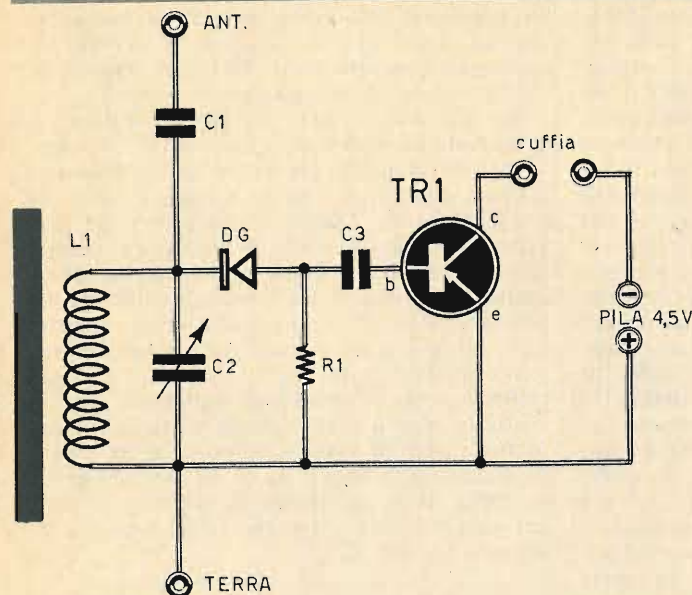 ANT.
C1
cuffia
TR1
L1
DG
C3
c
b
e
−
PILA 4,5V
+
C2
R1
TERRA